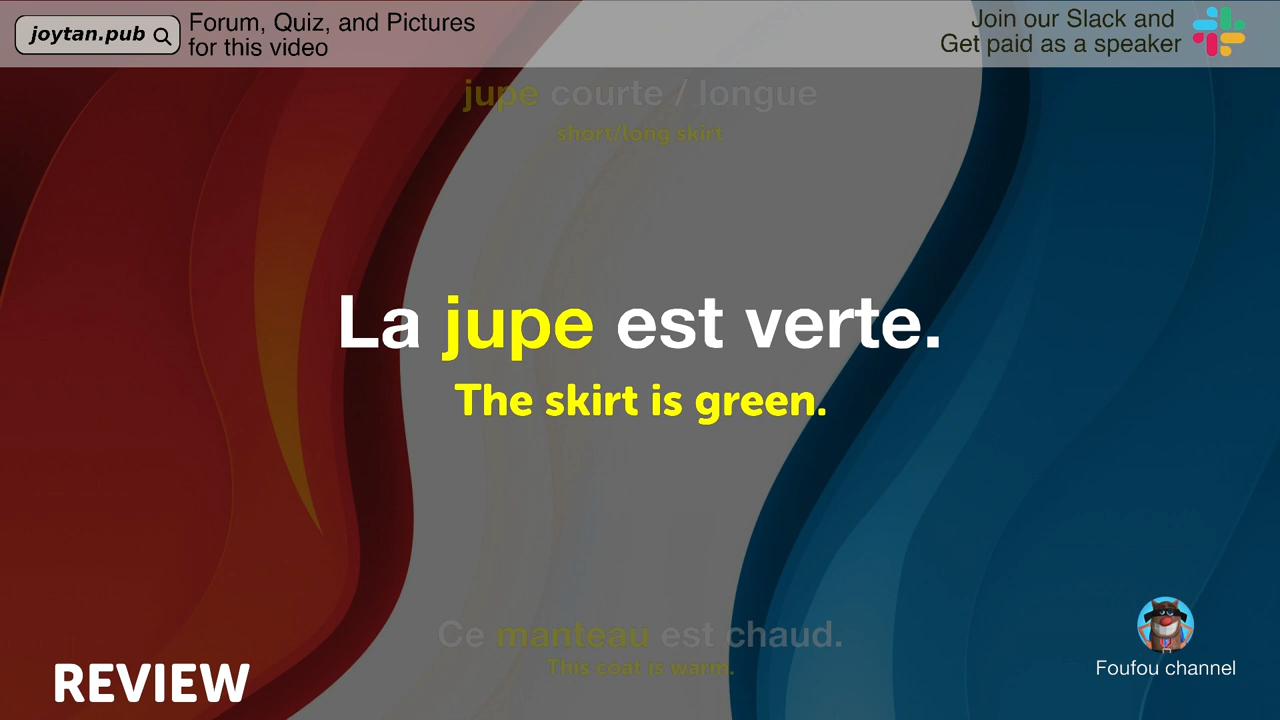 joytan.pub
Forum, Quiz, and Pictures
for this video
Join our Slack and
Get paid as a speaker
jupe courte / longue
short/long skirt
La jupe est verte.
The skirt is green.
Ce manteau est chaud.
This coat is warm.
REVIEW
Foufou channel